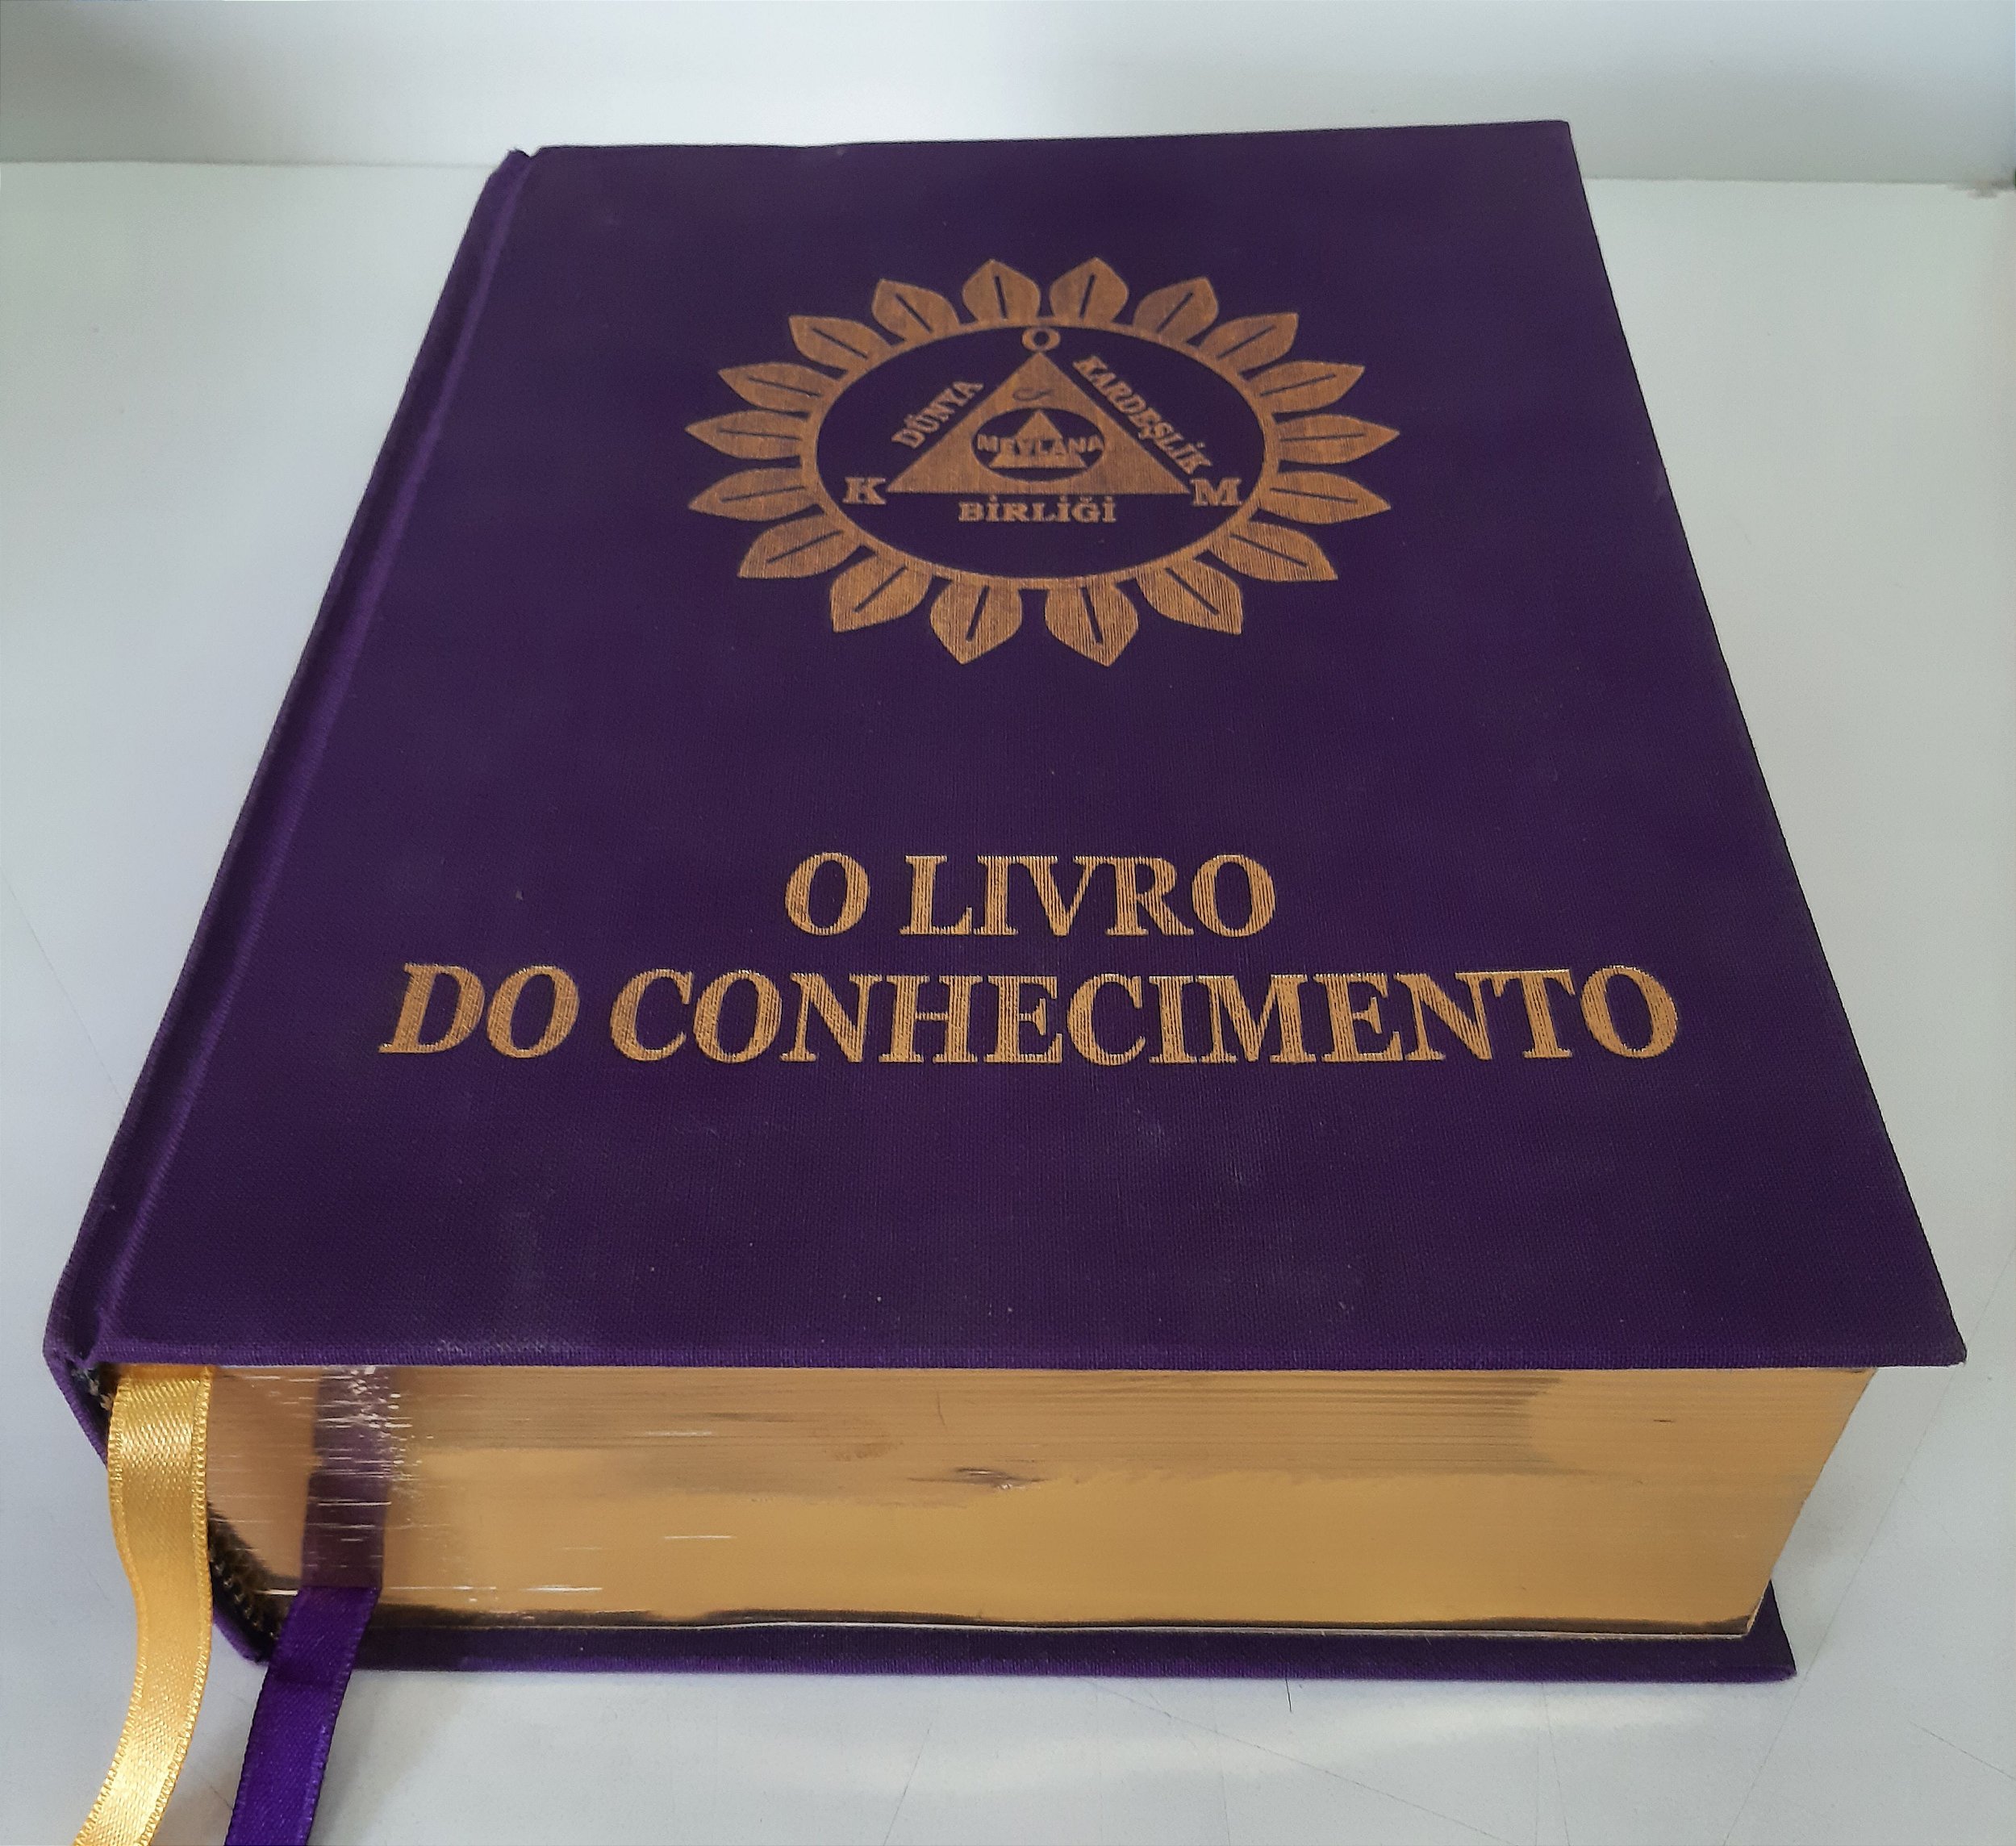 O
DÜNYA
KARDEŞLİK
MEVLANA
K
M
BİRLİĞİ
O LIVRO
DO CONHECIMENTO